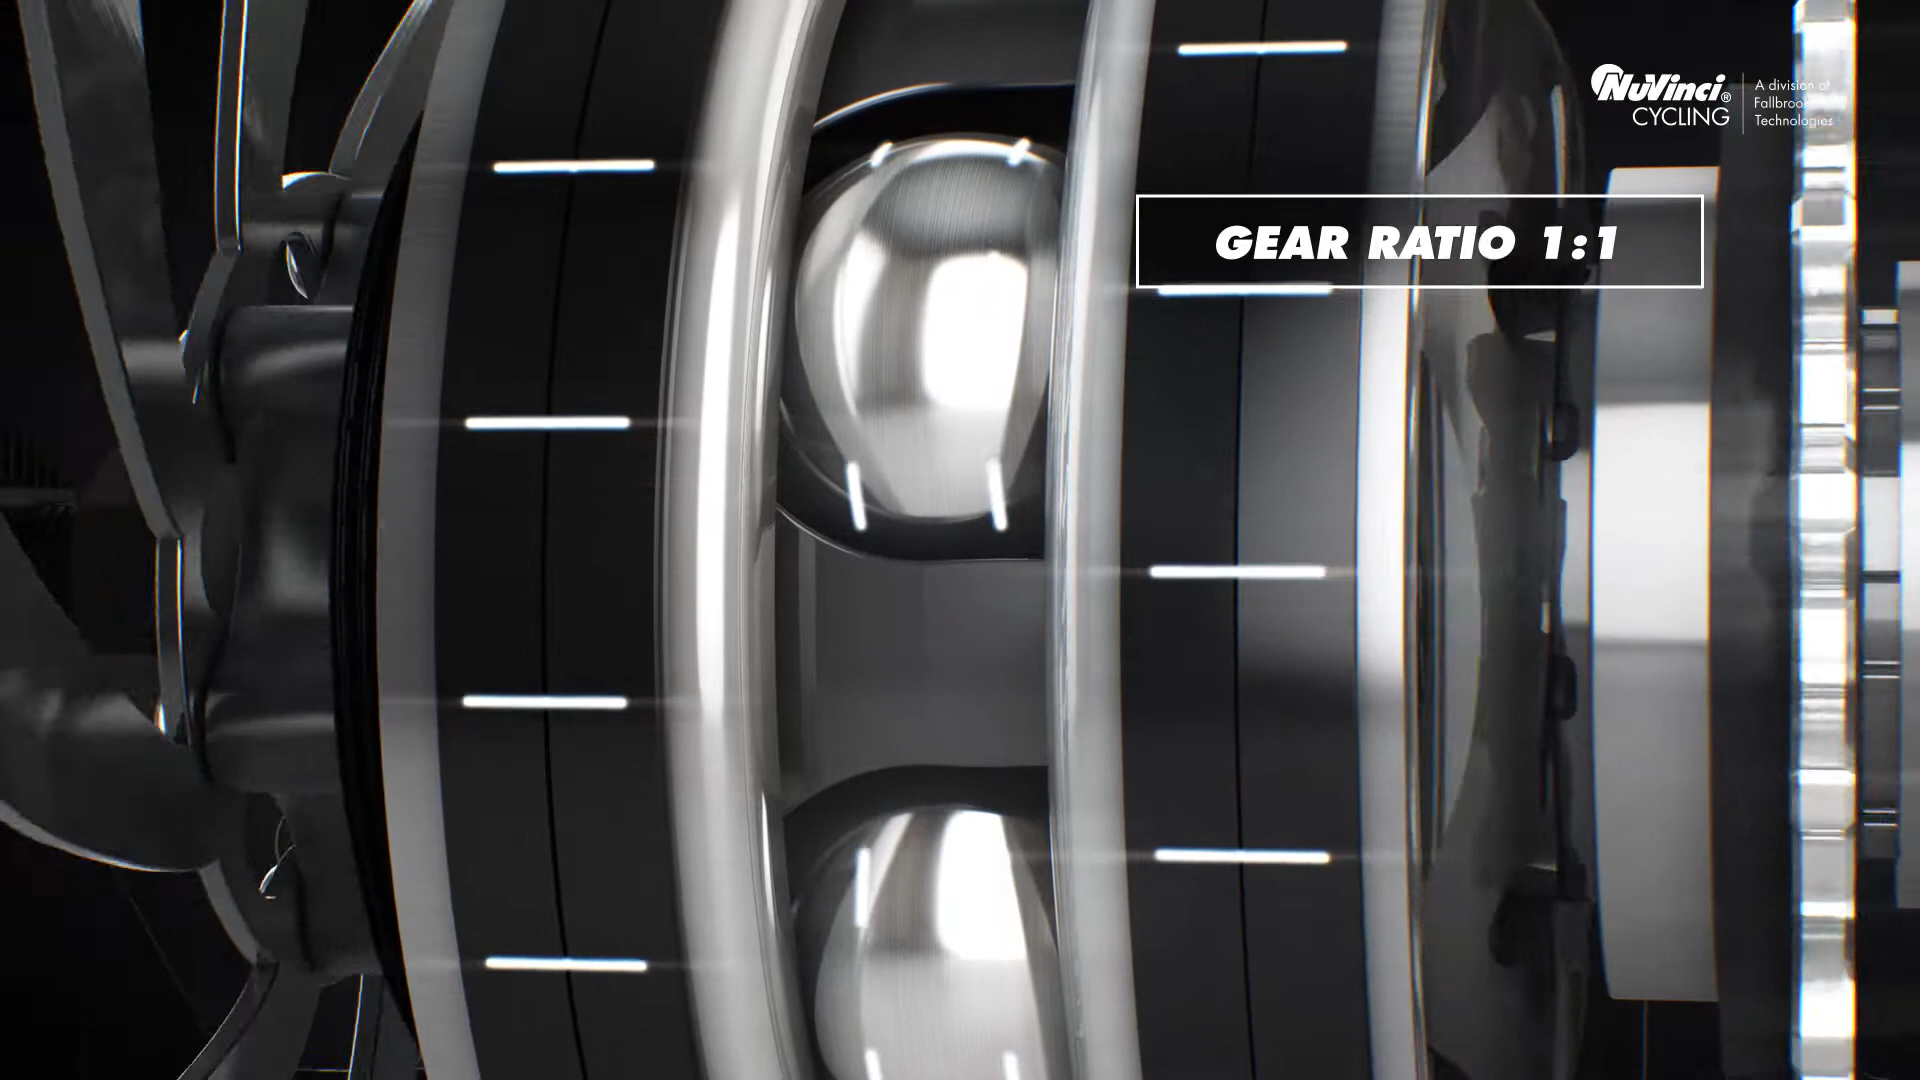 NuVinci®
CYCLING
A division of
Fallbrook
Technologies
GEAR RATIO 1:1